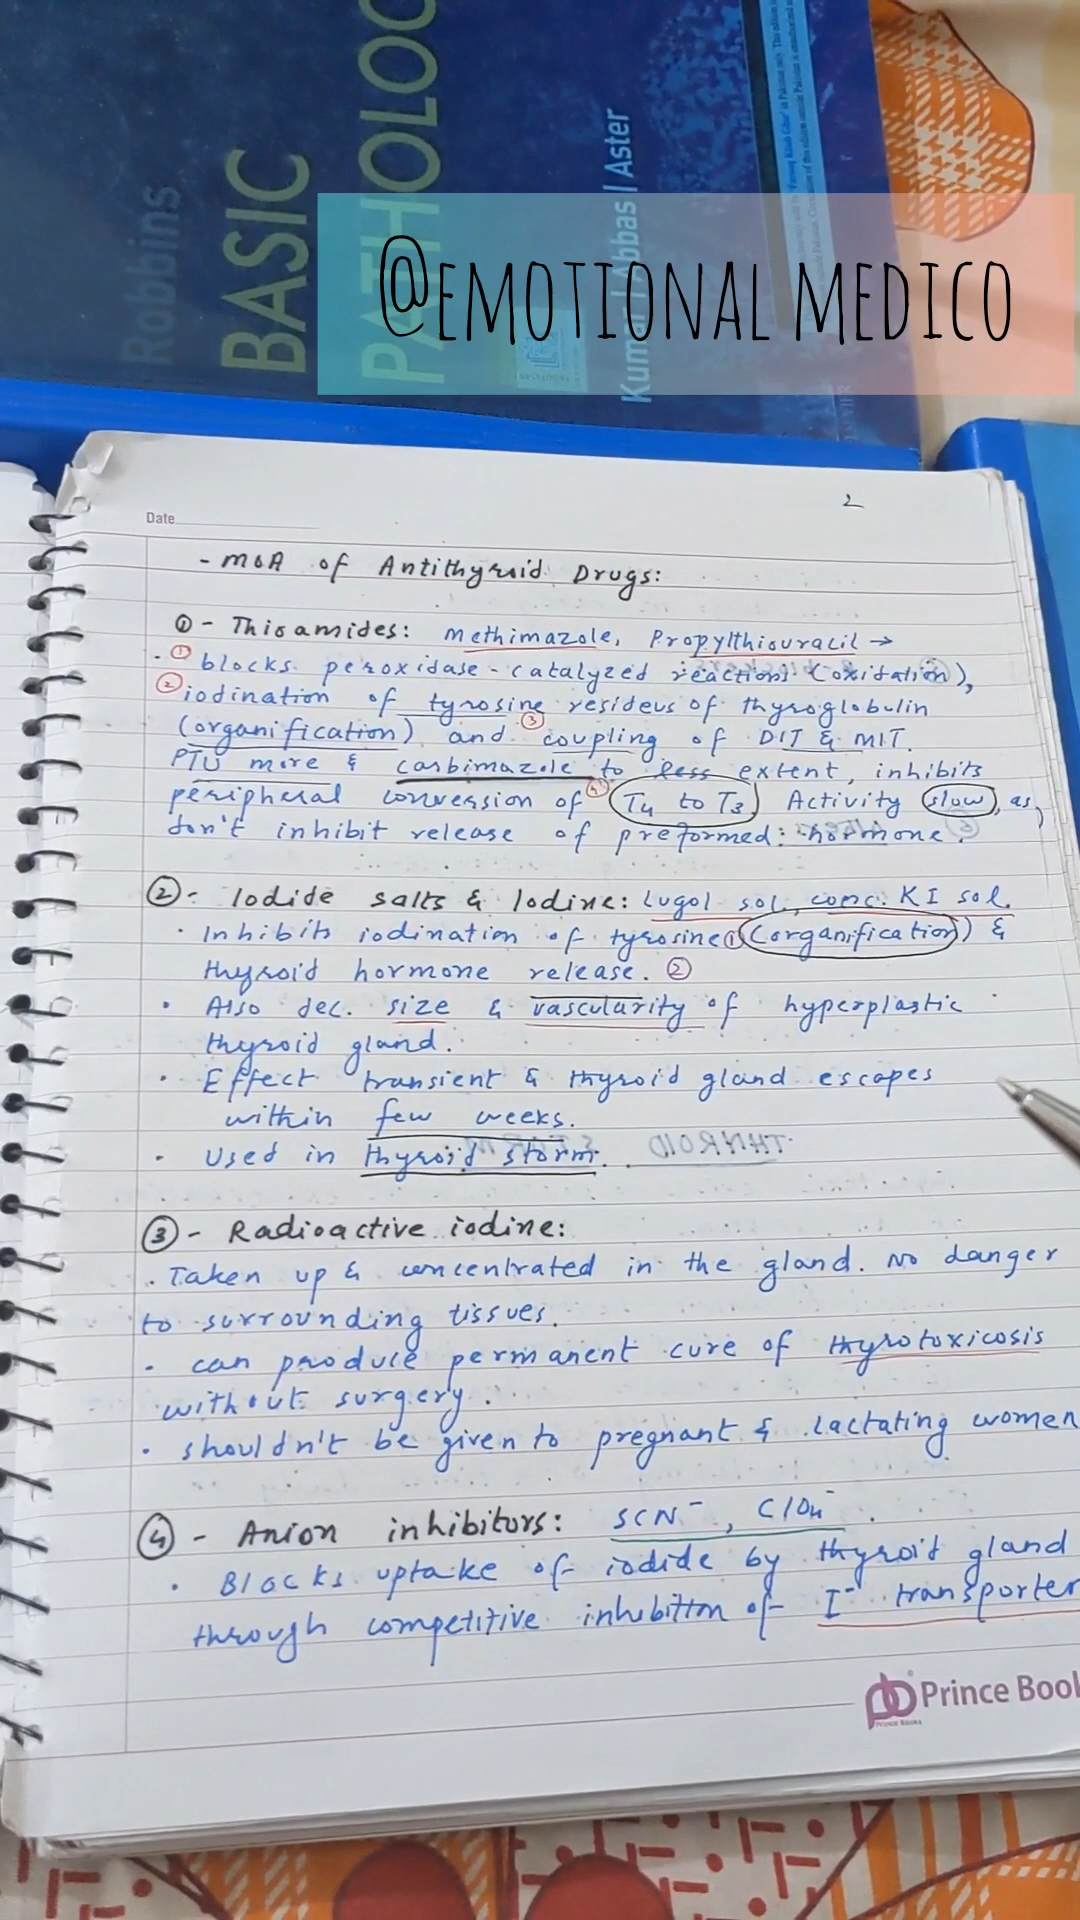 Robbins
BASIC
PATHOLOG
Kumar | Abbas | Aster
@EMOTIONAL MEDICO
2
Date
- MOA of Antithyroid Drugs:
① - Thioamides: Methimazole, Propylthiouracil →
· ① blocks peroxidase-catalyzed reactions (oxidation),
② iodination of tyrosine resideus of thyroglobulin
(organification) and ③ coupling of DIT & MIT.
PTU more & carbimazole to less extent, inhibits
peripheral conversion of ④ T4 to T3. Activity slow, as
don't inhibit release of preformed hormone.
② - Iodide salts & Iodine: Lugol sol, conc. KI sol.
· Inhibits iodination of tyrosine ① (organification) &
thyroid hormone release. ②
· Also dec. size & vascularity of hyperplastic
thyroid gland.
· Effect transient & thyroid gland escapes
within few weeks.
· Used in thyroid storm.
③ - Radioactive iodine:
· Taken up & concentrated in the gland. No danger
to surrounding tissues.
· can produce permanent cure of thyrotoxicosis
without surgery.
· shouldn't be given to pregnant & lactating women
④ - Anion inhibitors: SCN⁻, ClO4⁻.
· Blocks uptake of iodide by thyroid gland
through competitive inhibition of I⁻ transporter
Prince Book